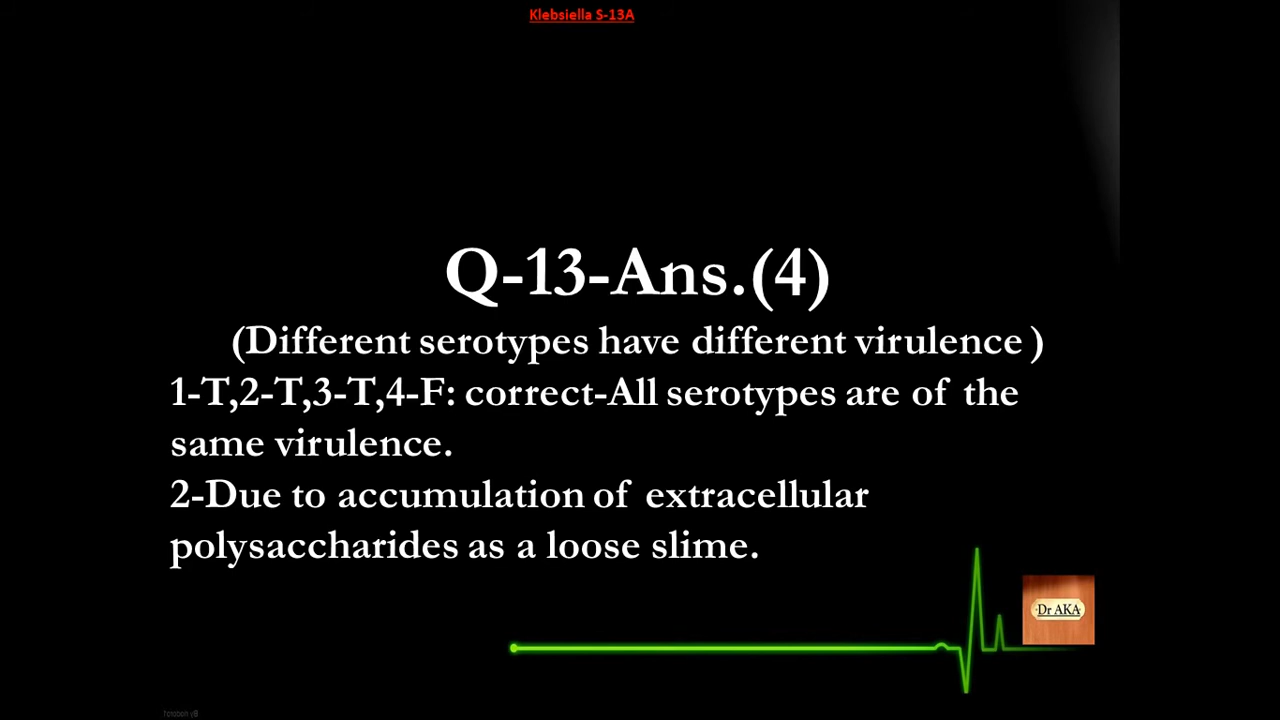 Klebsiella S-13A
Q-13-Ans.(4)
(Different serotypes have different virulence )
1-T,2-T,3-T,4-F: correct-All serotypes are of the
same virulence.
2-Due to accumulation of extracellular
polysaccharides as a loose slime.
Dr AKA